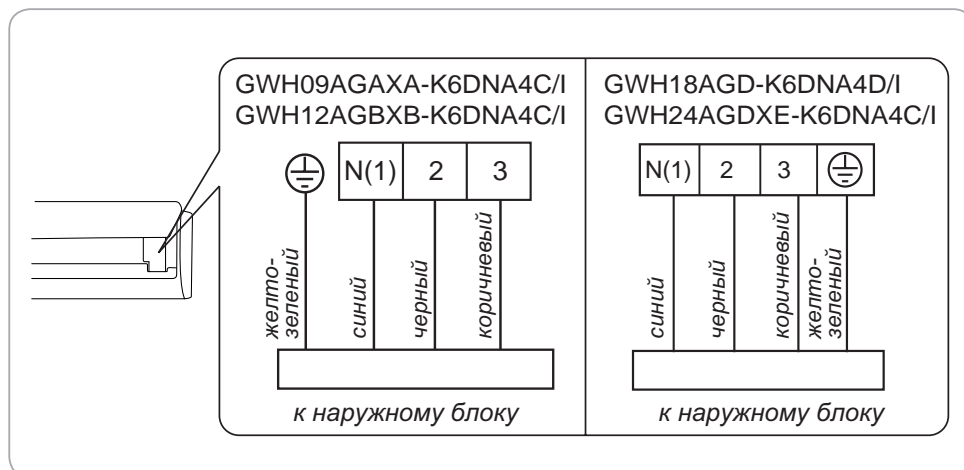 GWH09AGAXA-K6DNA4C/I
GWH12AGBXB-K6DNA4C/I
N(1) 2 3
желто-
зеленый
синий
черный
коричневый
к наружному блоку
GWH18AGD-K6DNA4D/I
GWH24AGDXE-K6DNA4C/I
N(1) 2 3
синий
черный
коричневый
желто-
зеленый
к наружному блоку